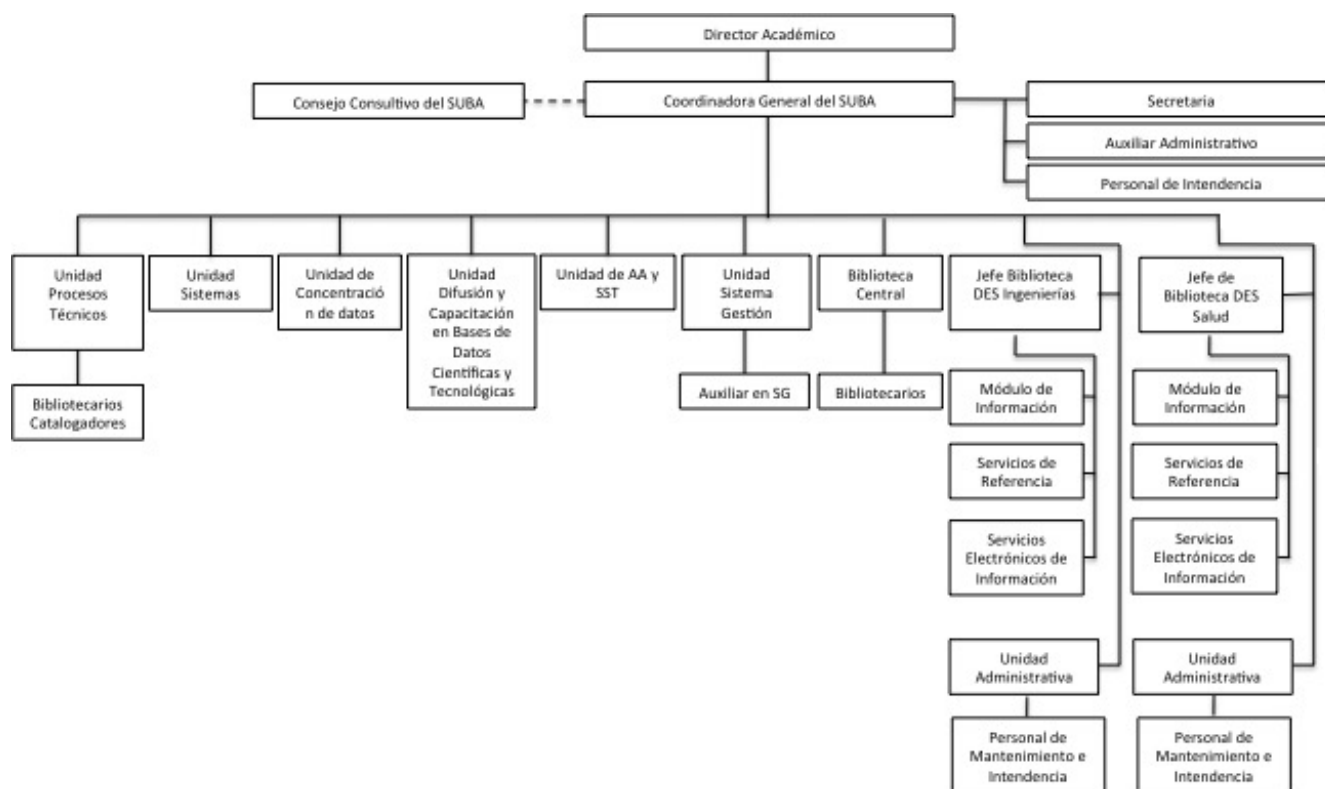 Director Académico
Consejo Consultivo del SUBA
Coordinadora General del SUBA
Secretaria
Auxiliar Administrativo
Personal de Intendencia
Unidad
Procesos
Técnicos
Unidad
Sistemas
Unidad de
Concentració
n de datos
Unidad
Difusión y
Capacitación
en Bases de
Datos
Científicas y
Tecnológicas
Unidad de AA y
SST
Unidad
Sistema
Gestión
Biblioteca
Central
Jefe Biblioteca
DES Ingenierías
Jefe de
Biblioteca DES
Salud
Bibliotecarios
Catalogadores
Auxiliar en SG
Bibliotecarios
Módulo de
Información
Servicios de
Referencia
Servicios
Electrónicos de
Información
Unidad
Administrativa
Personal de
Mantenimiento e
Intendencia
Módulo de
Información
Servicios de
Referencia
Servicios
Electrónicos de
Información
Unidad
Administrativa
Personal de
Mantenimiento e
Intendencia